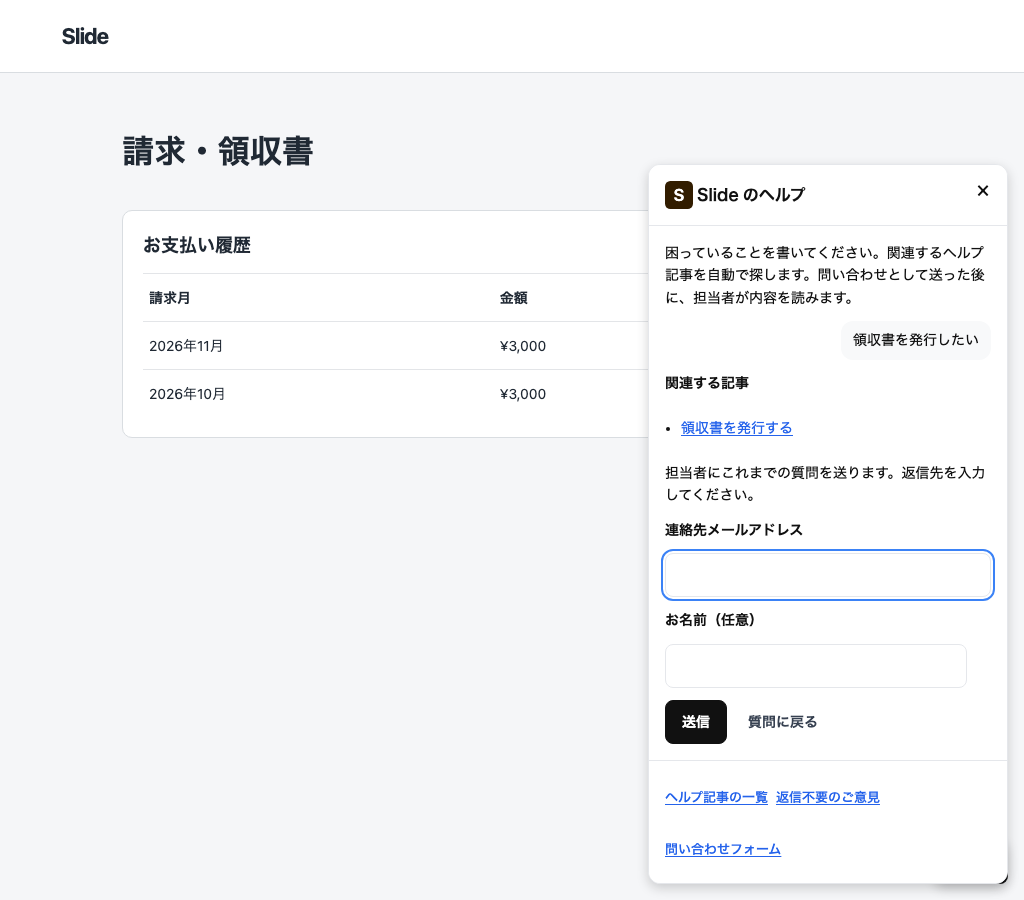 Slide
請求・領収書
お支払い履歴
請求月 金額
2026年11月 ¥3,000
2026年10月 ¥3,000
S Slide のヘルプ ×
困っていることを書いてください。関連するヘルプ
記事を自動で探します。問い合わせとして送った後
に、担当者が内容を読みます。
領収書を発行したい
関連する記事
• 領収書を発行する
担当者にこれまでの質問を送ります。返信先を入力
してください。
連絡先メールアドレス
お名前（任意）
送信 質問に戻る
ヘルプ記事の一覧 返信不要のご意見
問い合わせフォーム